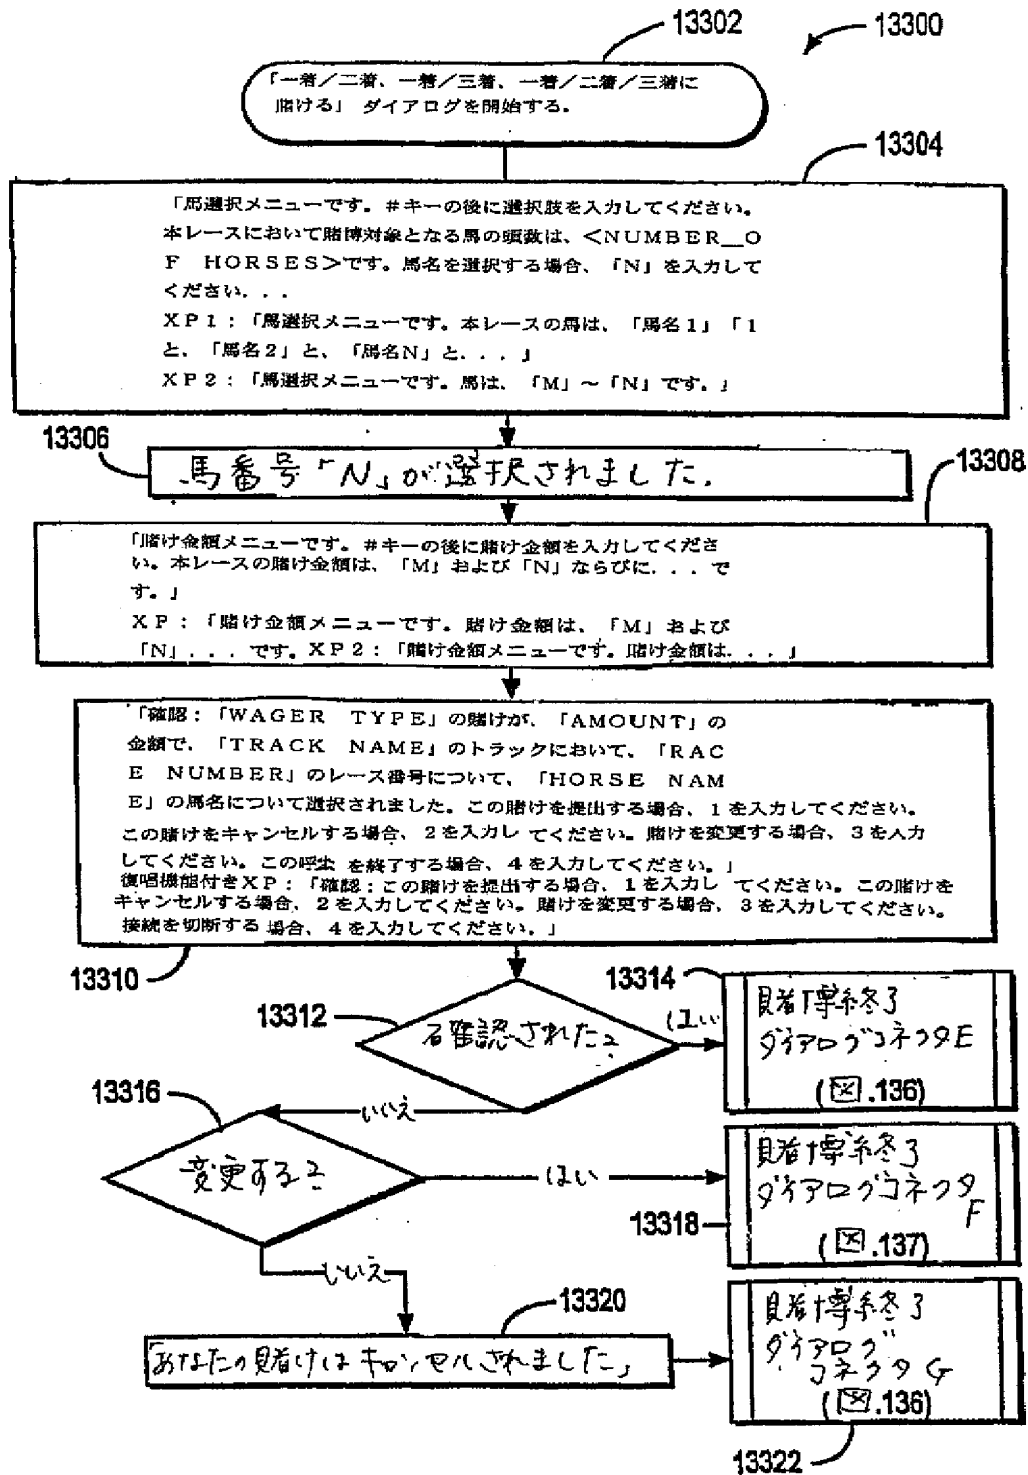 13302
13300
「一着／二着、一着／三着、一着／二着／三着に
賭ける」 ダイアログを開始する．
13304
「馬選択メニューです。＃キーの後に選択肢を入力してください。
本レースにおいて賭博対象となる馬の頭数は、＜NUMBER＿O
F HORSES＞です。馬名を選択する場合、「N」を入力して
ください．．．
XP1：「馬選択メニューです。本レースの馬は、「馬名1」「1
と、「馬名2」と、「馬名N」と．．．」
XP2：「馬選択メニューです。馬は、「M」～「N」です。」
13306
馬番号「N」が選択されました．
13308
「賭け金額メニューです。＃キーの後に賭け金額を入力してくださ
い。本レースの賭け金額は、「M」および「N」ならびに．．．で
す。」
XP：「賭け金額メニューです。賭け金額は、「M」および
「N」．．．です。XP2：「賭け金額メニューです。賭け金額は．．．」
「確認：「WAGER TYPE」の賭けが、「AMOUNT」の
金額で、「TRACK NAME」のトラックにおいて、「RAC
E NUMBER」のレース番号について、「HORSE NAM
E」の馬名について選択されました。この賭けを提出する場合、1を入力してください。
この賭けをキャンセルする場合、2を入力し てください。賭けを変更する場合、3を入力
してください。この呼出 を終了する場合、4を入力してください。」
復唱機能付きXP：「確認：この賭けを提出する場合、1を入力し てください。この賭けを
キャンセルする場合、2を入力してください。賭けを変更する場合、3を入力してください。
接続を切断する 場合、4を入力してください．」
13310
13312
確認された？
はい
13314
賭博終了
ダイアログコネクタE
(図.136)
いいえ
13316
変更する？
はい
13318
賭博終了
ダイアログコネクタ
F
(図.137)
いいえ
13320
「あなたの賭けはキャンセルされました」
賭博終了
ダイアログ
コネクタ G
(図.136)
13322